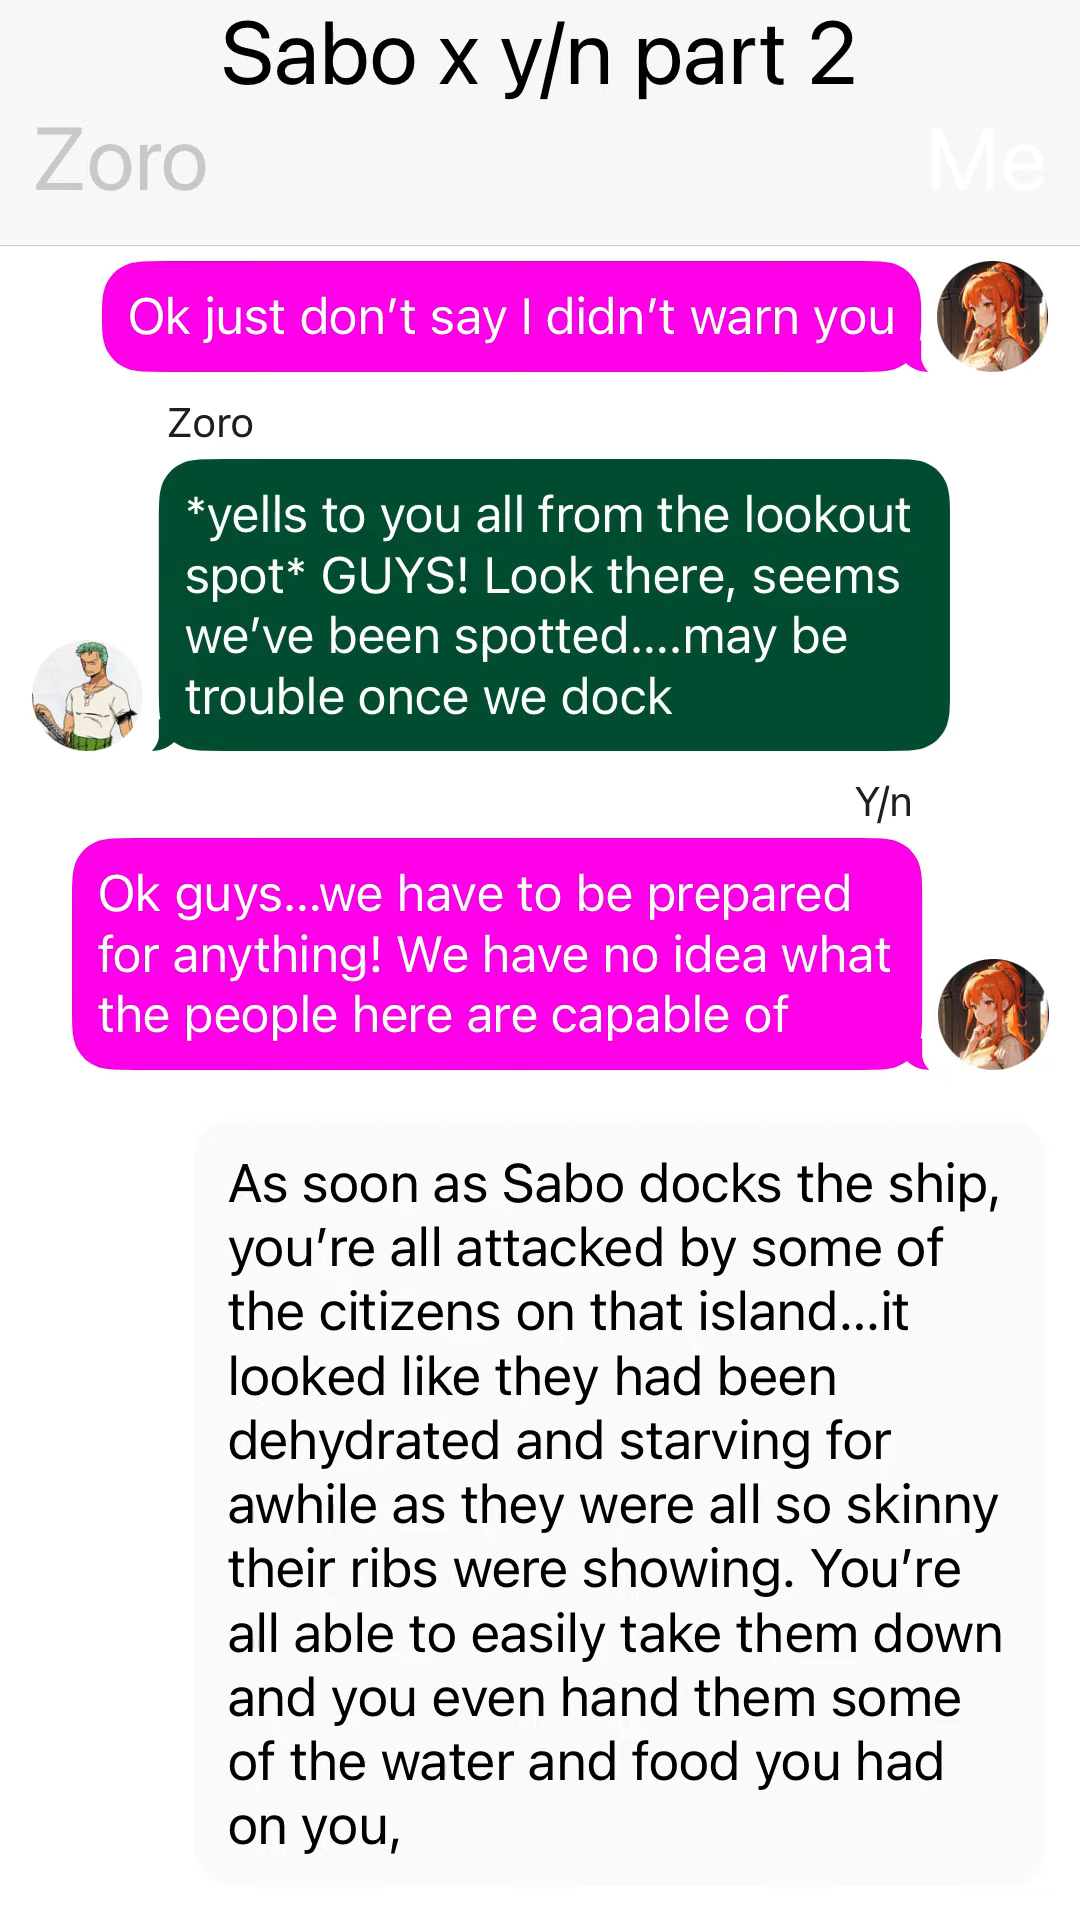 Sabo x y/n part 2
Zoro
Me
Ok just don’t say I didn’t warn you
Zoro
*yells to you all from the lookout
spot* GUYS! Look there, seems
we’ve been spotted....may be
trouble once we dock
Y/n
Ok guys...we have to be prepared
for anything! We have no idea what
the people here are capable of
As soon as Sabo docks the ship,
you’re all attacked by some of
the citizens on that island...it
looked like they had been
dehydrated and starving for
awhile as they were all so skinny
their ribs were showing. You’re
all able to easily take them down
and you even hand them some
of the water and food you had
on you,